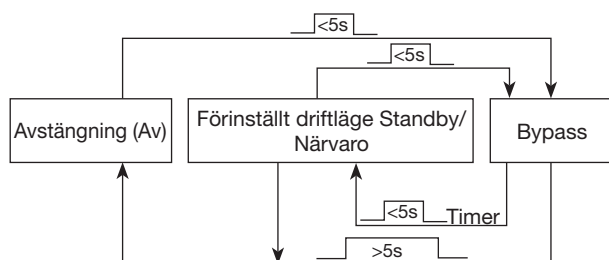 <5s
<5s
Avstängning (Av)
Förinställt driftläge Standby/
Närvaro
Bypass
<5s
Timer
>5s